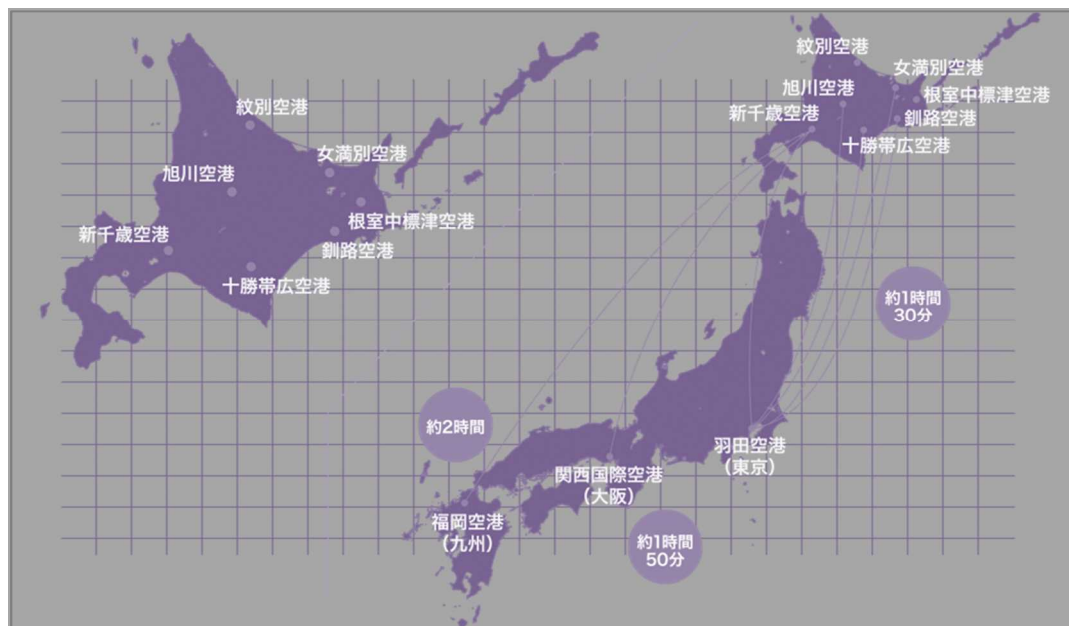 紋別空港
女満別空港
旭川空港
根室中標津空港
新千歳空港
釧路空港
十勝帯広空港
紋別空港
女満別空港
旭川空港
根室中標津空港
新千歳空港
釧路空港
十勝帯広空港
約1時間
30分
約2時間
羽田空港
（東京）
関西国際空港
（大阪）
福岡空港
（九州）
約1時間
50分